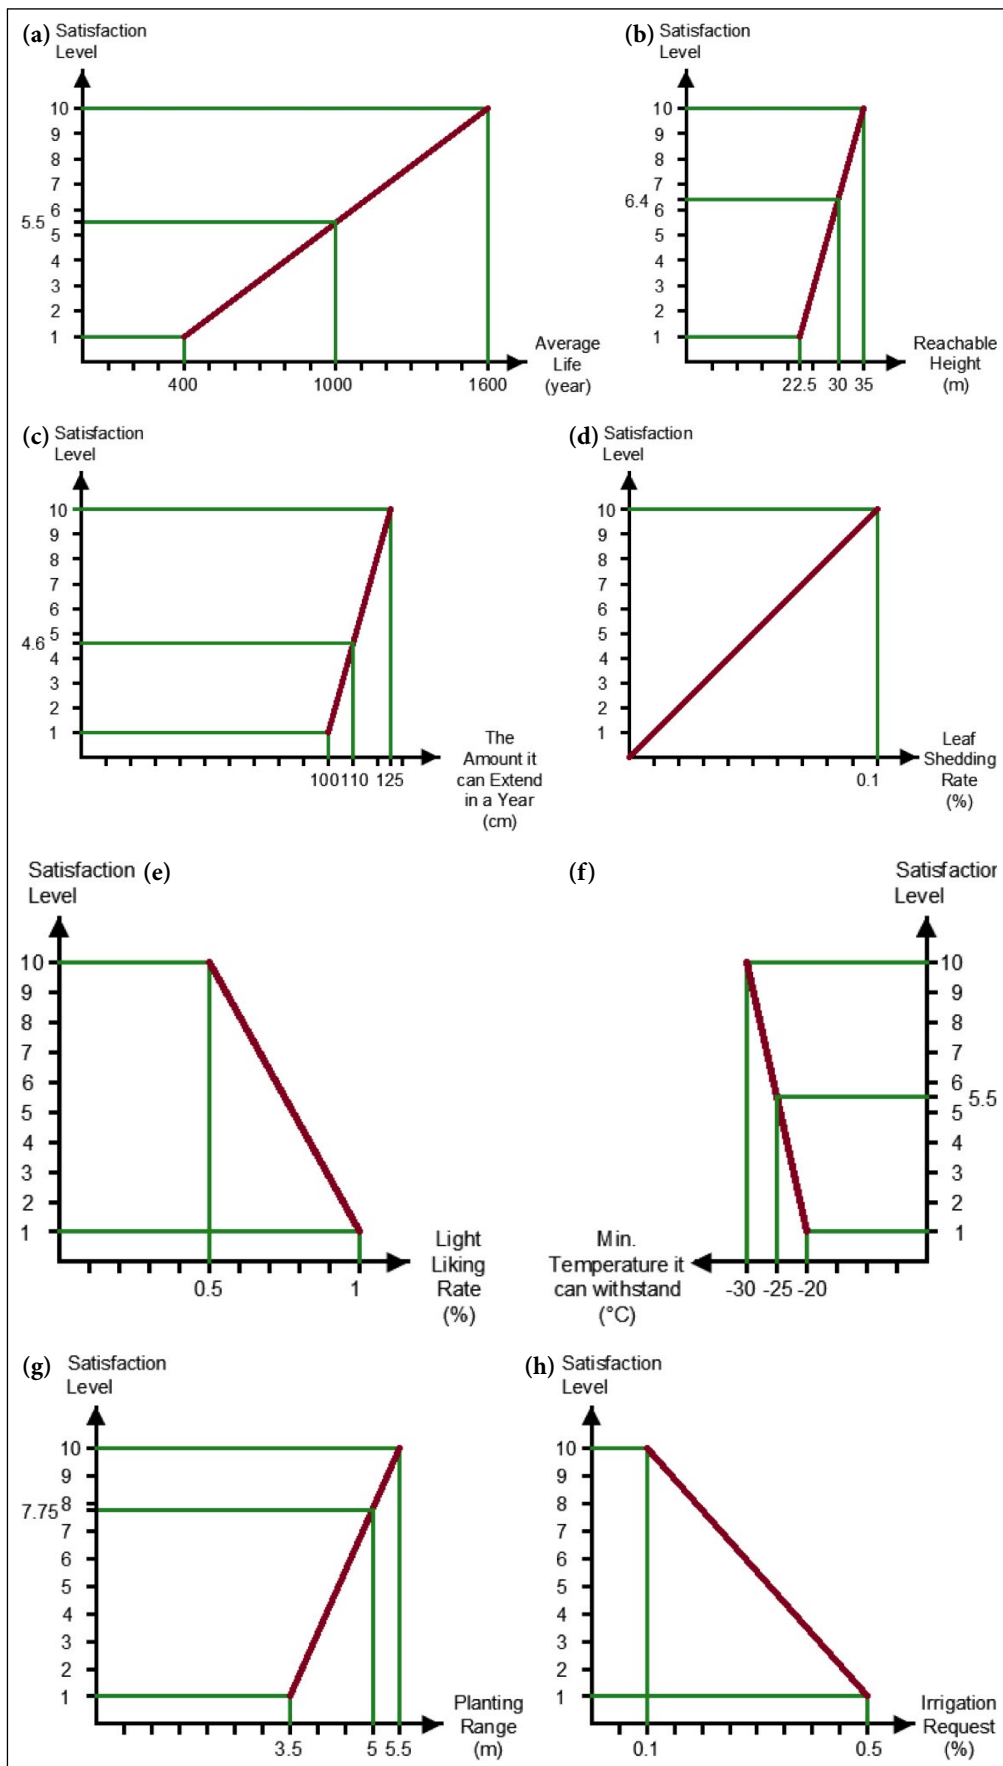 (a) Satisfaction
Level
10
9
8
7
6
5.5
5
4
3
2
1
400 1000 1600
Average
Life
(year)
(b) Satisfaction
Level
10
9
8
7
6.4
6
5
4
3
2
1
22.5 30 35
Reachable
Height
(m)
(c) Satisfaction
Level
10
9
8
7
6
5
4.6
4
3
2
1
100 110 125
The
Amount it
can Extend
in a Year
(cm)
(d) Satisfaction
Level
10
9
8
7
6
5
4
3
2
1
0.1
Leaf
Shedding
Rate
(%)
Satisfaction (e)
Level
10
9
8
7
6
5
4
3
2
1
0.5 1
Light
Liking
Rate
(%)
(f) Satisfaction
Level
10
9
8
7
6
5.5
5
4
3
2
1
-30 -25 -20
Min.
Temperature it
can withstand
(°C)
(g) Satisfaction
Level
10
9
8
7.75
7
6
5
4
3
2
1
3.5 5 5.5
Planting
Range
(m)
(h) Satisfaction
Level
10
9
8
7
6
5
4
3
2
1
0.1 0.5
Irrigation
Request
(%)